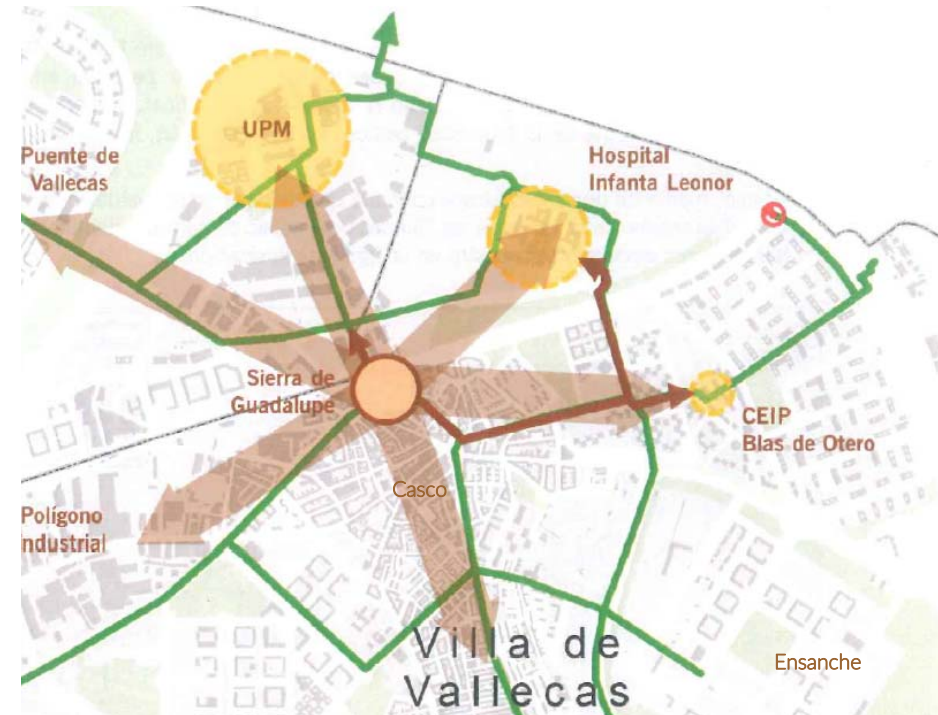 UPM
Puente de
Vallecas
Hospital
Infanta Leonor
Sierra de
Guadalupe
CEIP
Blas de Otero
Casco
Polígono
ndustrial
Villa de
Vallecas
Ensanche